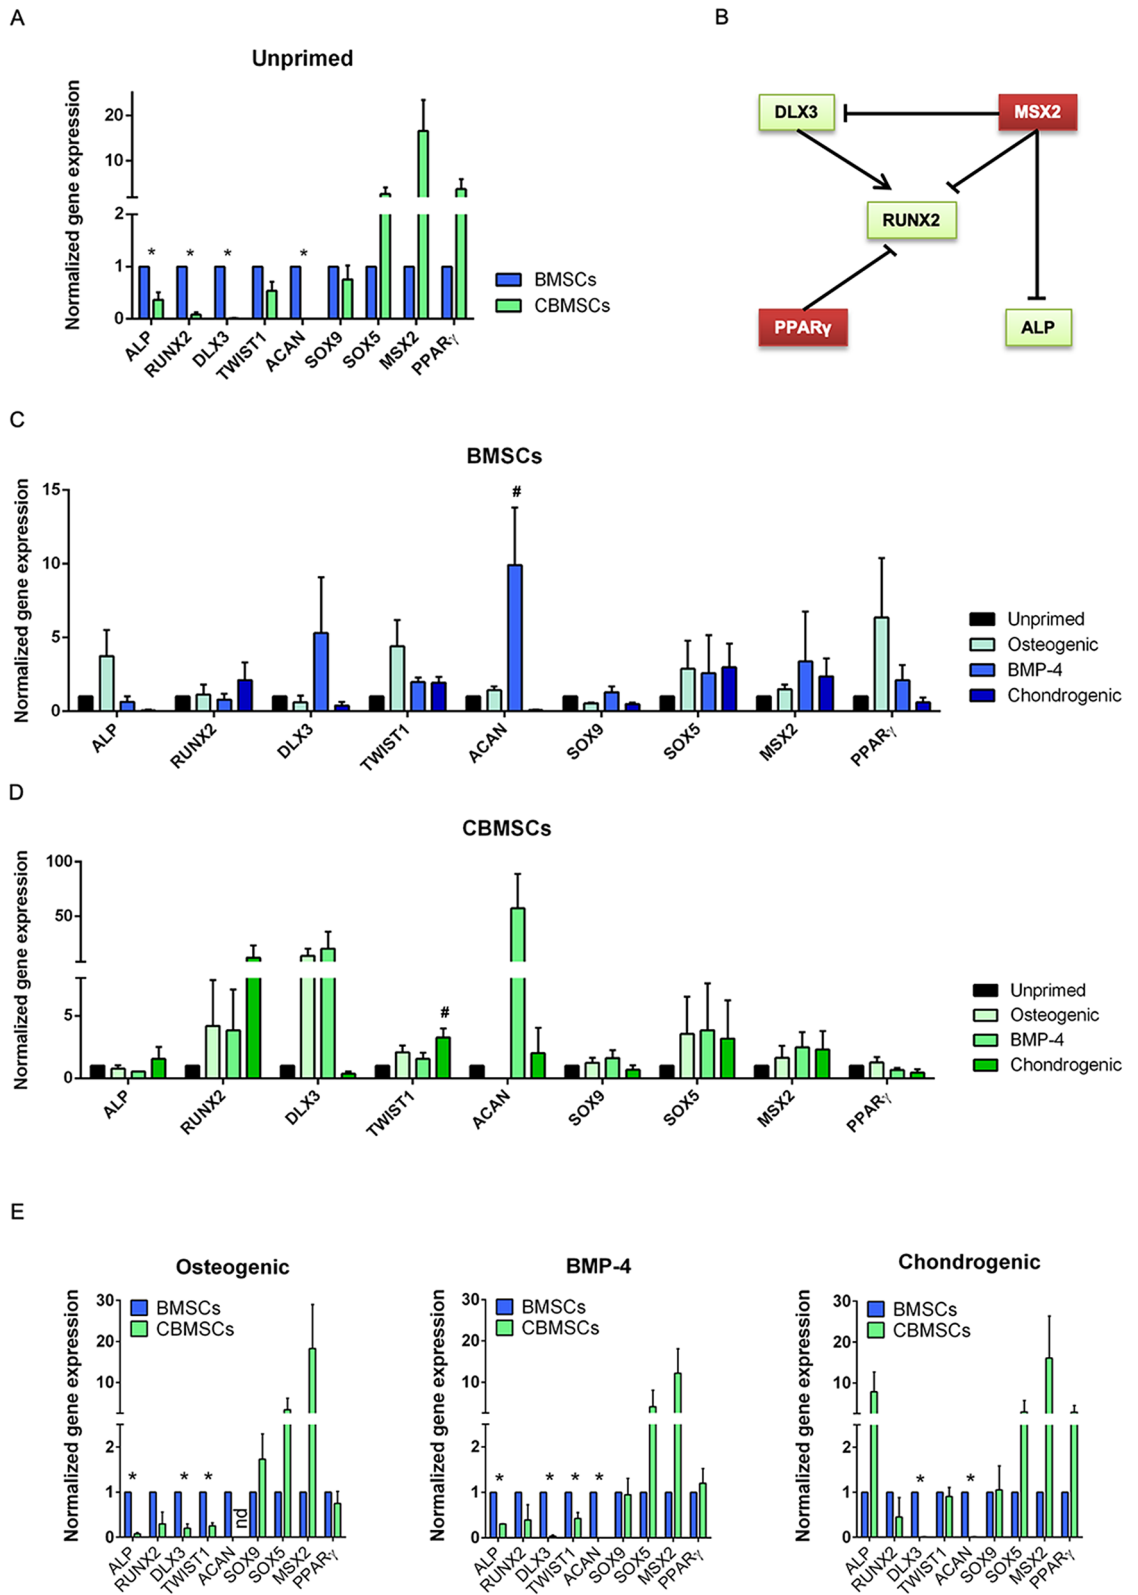 A
Unprimed
Normalized gene expression
20
10
2
1
0
* * * *
ALP RUNX2 DLX3 TWIST1 ACAN SOX9 SOX5 MSX2 PPARγ
BMSCs
CBMSCs
B
DLX3
MSX2
RUNX2
PPARγ
ALP
C
BMSCs
Normalized gene expression
15
10
5
0
#
ALP RUNX2 DLX3 TWIST1 ACAN SOX9 SOX5 MSX2 PPARγ
Unprimed
Osteogenic
BMP-4
Chondrogenic
D
CBMSCs
Normalized gene expression
100
50
5
0
#
ALP RUNX2 DLX3 TWIST1 ACAN SOX9 SOX5 MSX2 PPARγ
Unprimed
Osteogenic
BMP-4
Chondrogenic
E
Osteogenic
Normalized gene expression
30
20
10
2
1
0
BMSCs
CBMSCs
* * *
nd
ALP RUNX2 DLX3 TWIST1 ACAN SOX9 SOX5 MSX2 PPARγ
BMP-4
Normalized gene expression
30
20
10
2
1
0
BMSCs
CBMSCs
* * * *
ALP RUNX2 DLX3 TWIST1 ACAN SOX9 SOX5 MSX2 PPARγ
Chondrogenic
Normalized gene expression
30
20
10
2
1
0
BMSCs
CBMSCs
* *
ALP RUNX2 DLX3 TWIST1 ACAN SOX9 SOX5 MSX2 PPARγ